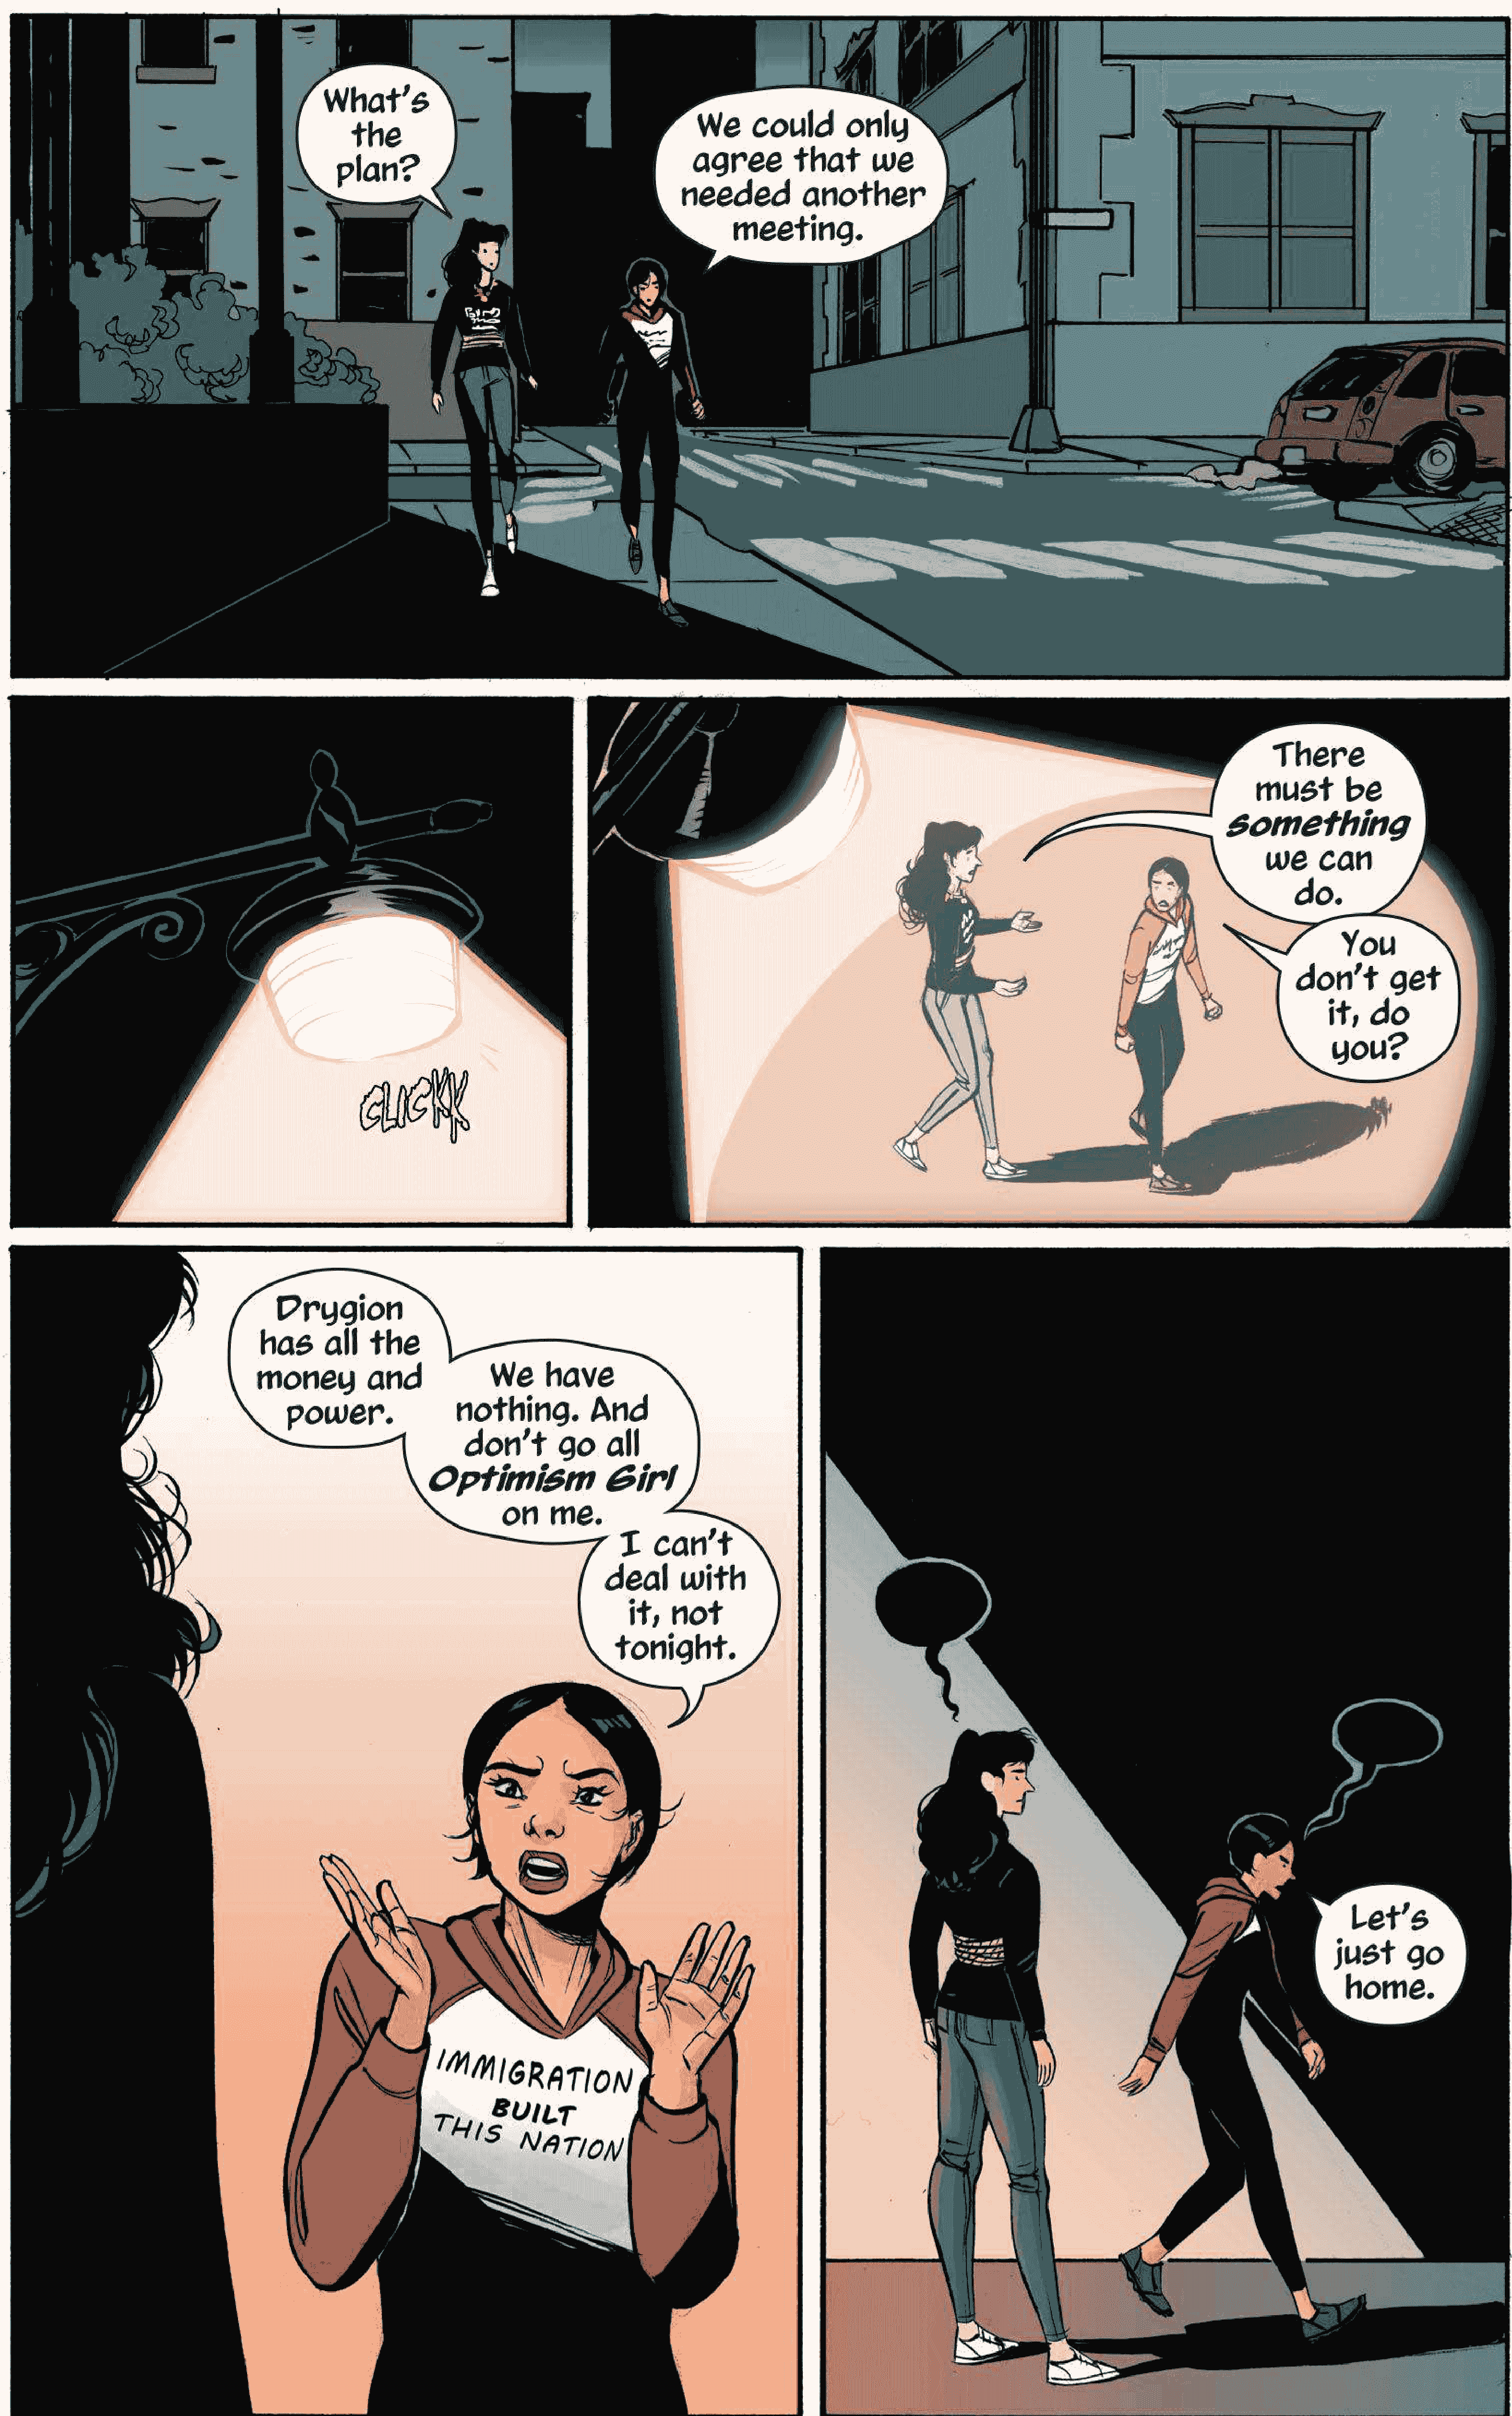 What's
the
plan?
We could only
agree that we
needed another
meeting.
CLICKK
There
must be
something
we can
do.
You
don't get
it, do
you?
Drygion
has all the
money and
power.
We have
nothing. And
don't go all
Optimism Girl
on me.
I can't
deal with
it, not
tonight.
IMMIGRATION
BUILT
THIS NATION
Let's
just go
home.